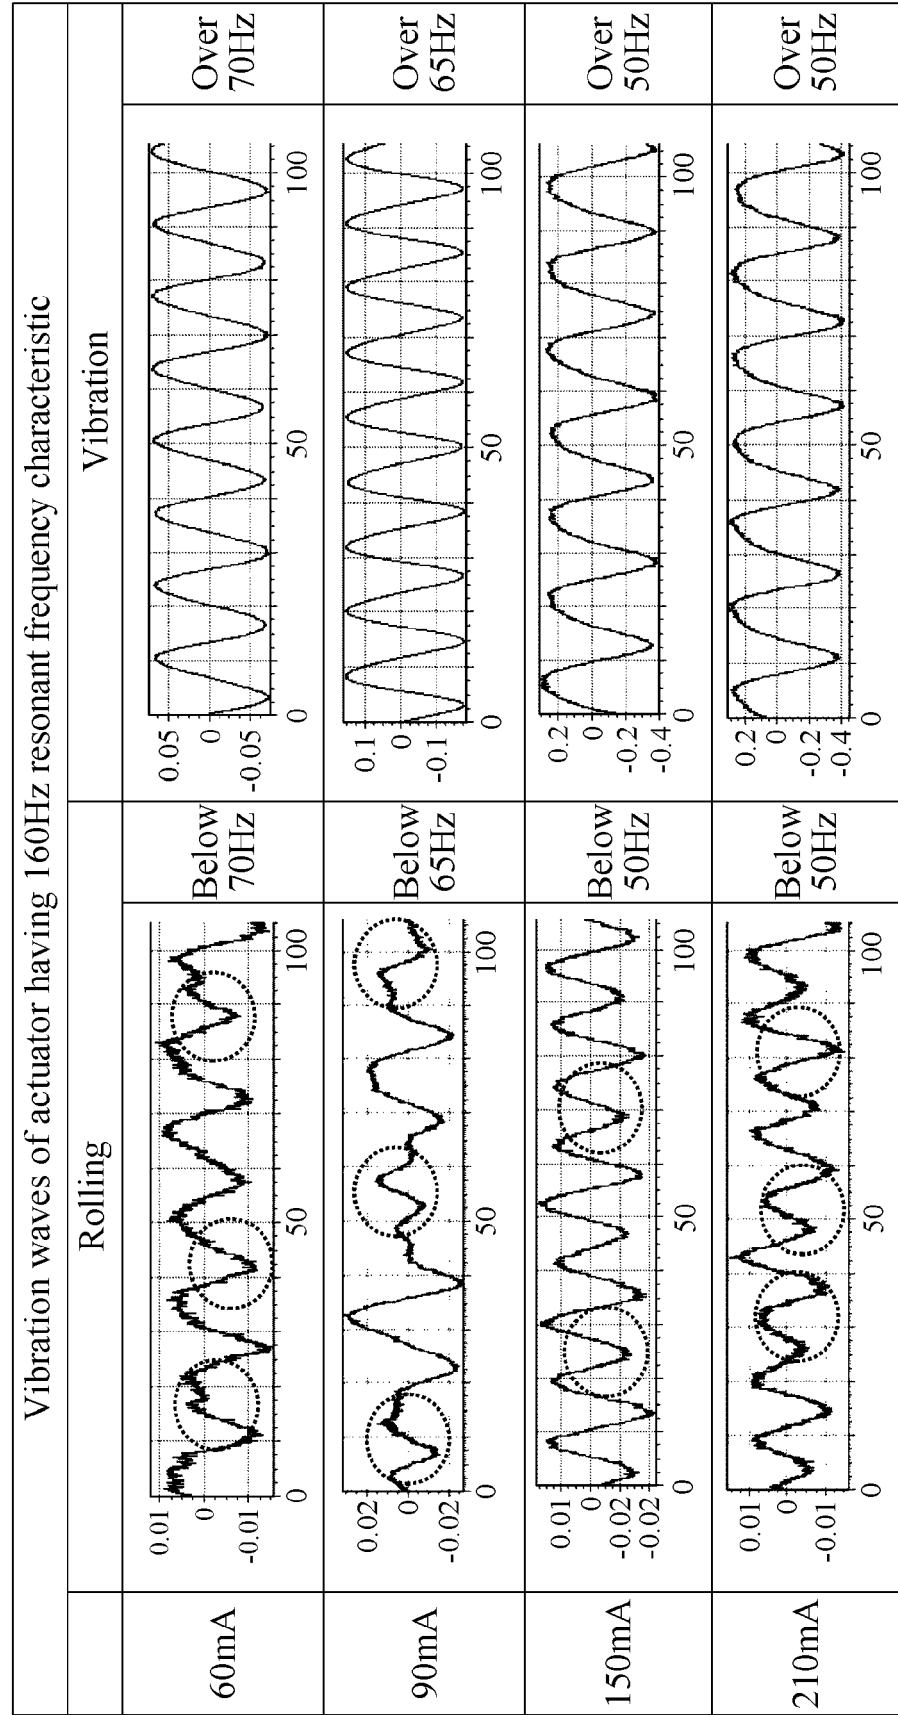 Vibration waves of actuator having 160Hz resonant frequency characteristic
Rolling
Vibration
60mA
0.01
0
-0.01
0
50
100
Below
70Hz
0.05
0
-0.05
0
50
100
Over
70Hz
90mA
0.02
0
-0.02
0
50
100
Below
65Hz
0.1
0
-0.1
0
50
100
Over
65Hz
150mA
0.01
0
-0.02
-0.02
0
50
100
Below
50Hz
0.2
0
-0.2
-0.4
0
50
100
Over
50Hz
210mA
0.01
0
-0.01
0
50
100
Below
50Hz
0.2
0
-0.2
-0.4
0
50
100
Over
50Hz